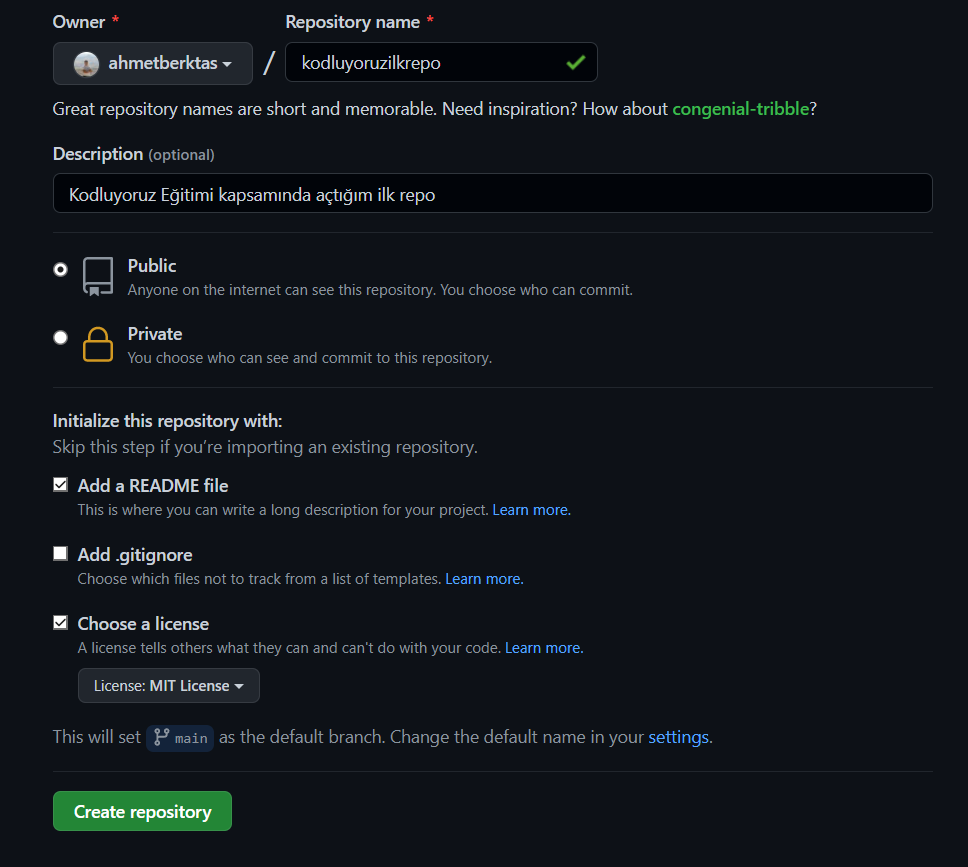 Owner * Repository name *
ahmetberktas / kodluyoruzilkrepo
Great repository names are short and memorable. Need inspiration? How about congenial-tribble?
Description (optional)
Kodluyoruz Eğitimi kapsamında açtığım ilk repo
Public
Anyone on the internet can see this repository. You choose who can commit.
Private
You choose who can see and commit to this repository.
Initialize this repository with:
Skip this step if you’re importing an existing repository.
Add a README file
This is where you can write a long description for your project. Learn more.
Add .gitignore
Choose which files not to track from a list of templates. Learn more.
Choose a license
A license tells others what they can and can't do with your code. Learn more.
License: MIT License
This will set main as the default branch. Change the default name in your settings.
Create repository